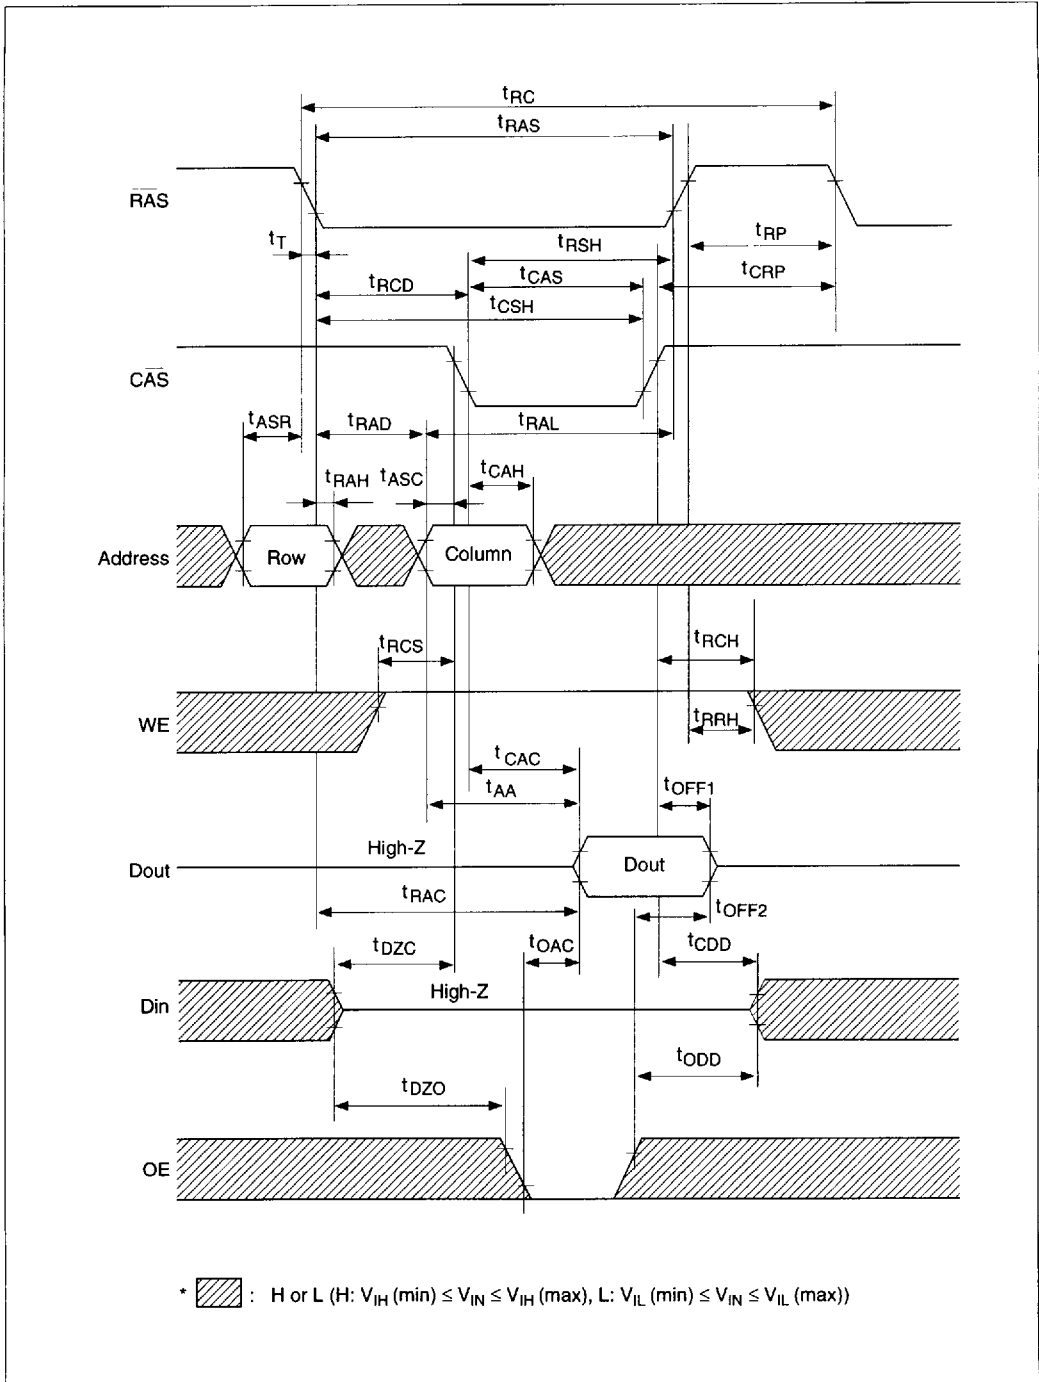 tRC
tRAS
RAS
tT
tRP
tRSH
tCRP
tRCD
tCAS
tCSH
CAS
tASR
tRAD
tRAL
tRAH
tASC
tCAH
Address
Row
Column
tRCS
tRCH
WE
tRRH
tCAC
tAA
tOFF1
High-Z
Dout
Dout
tRAC
tOFF2
tDZC
tOAC
tCDD
Din
High-Z
tODD
tDZO
OE
* : H or L (H: VIH (min) ≤ VIN ≤ VIH (max), L: VIL (min) ≤ VIN ≤ VIL (max))